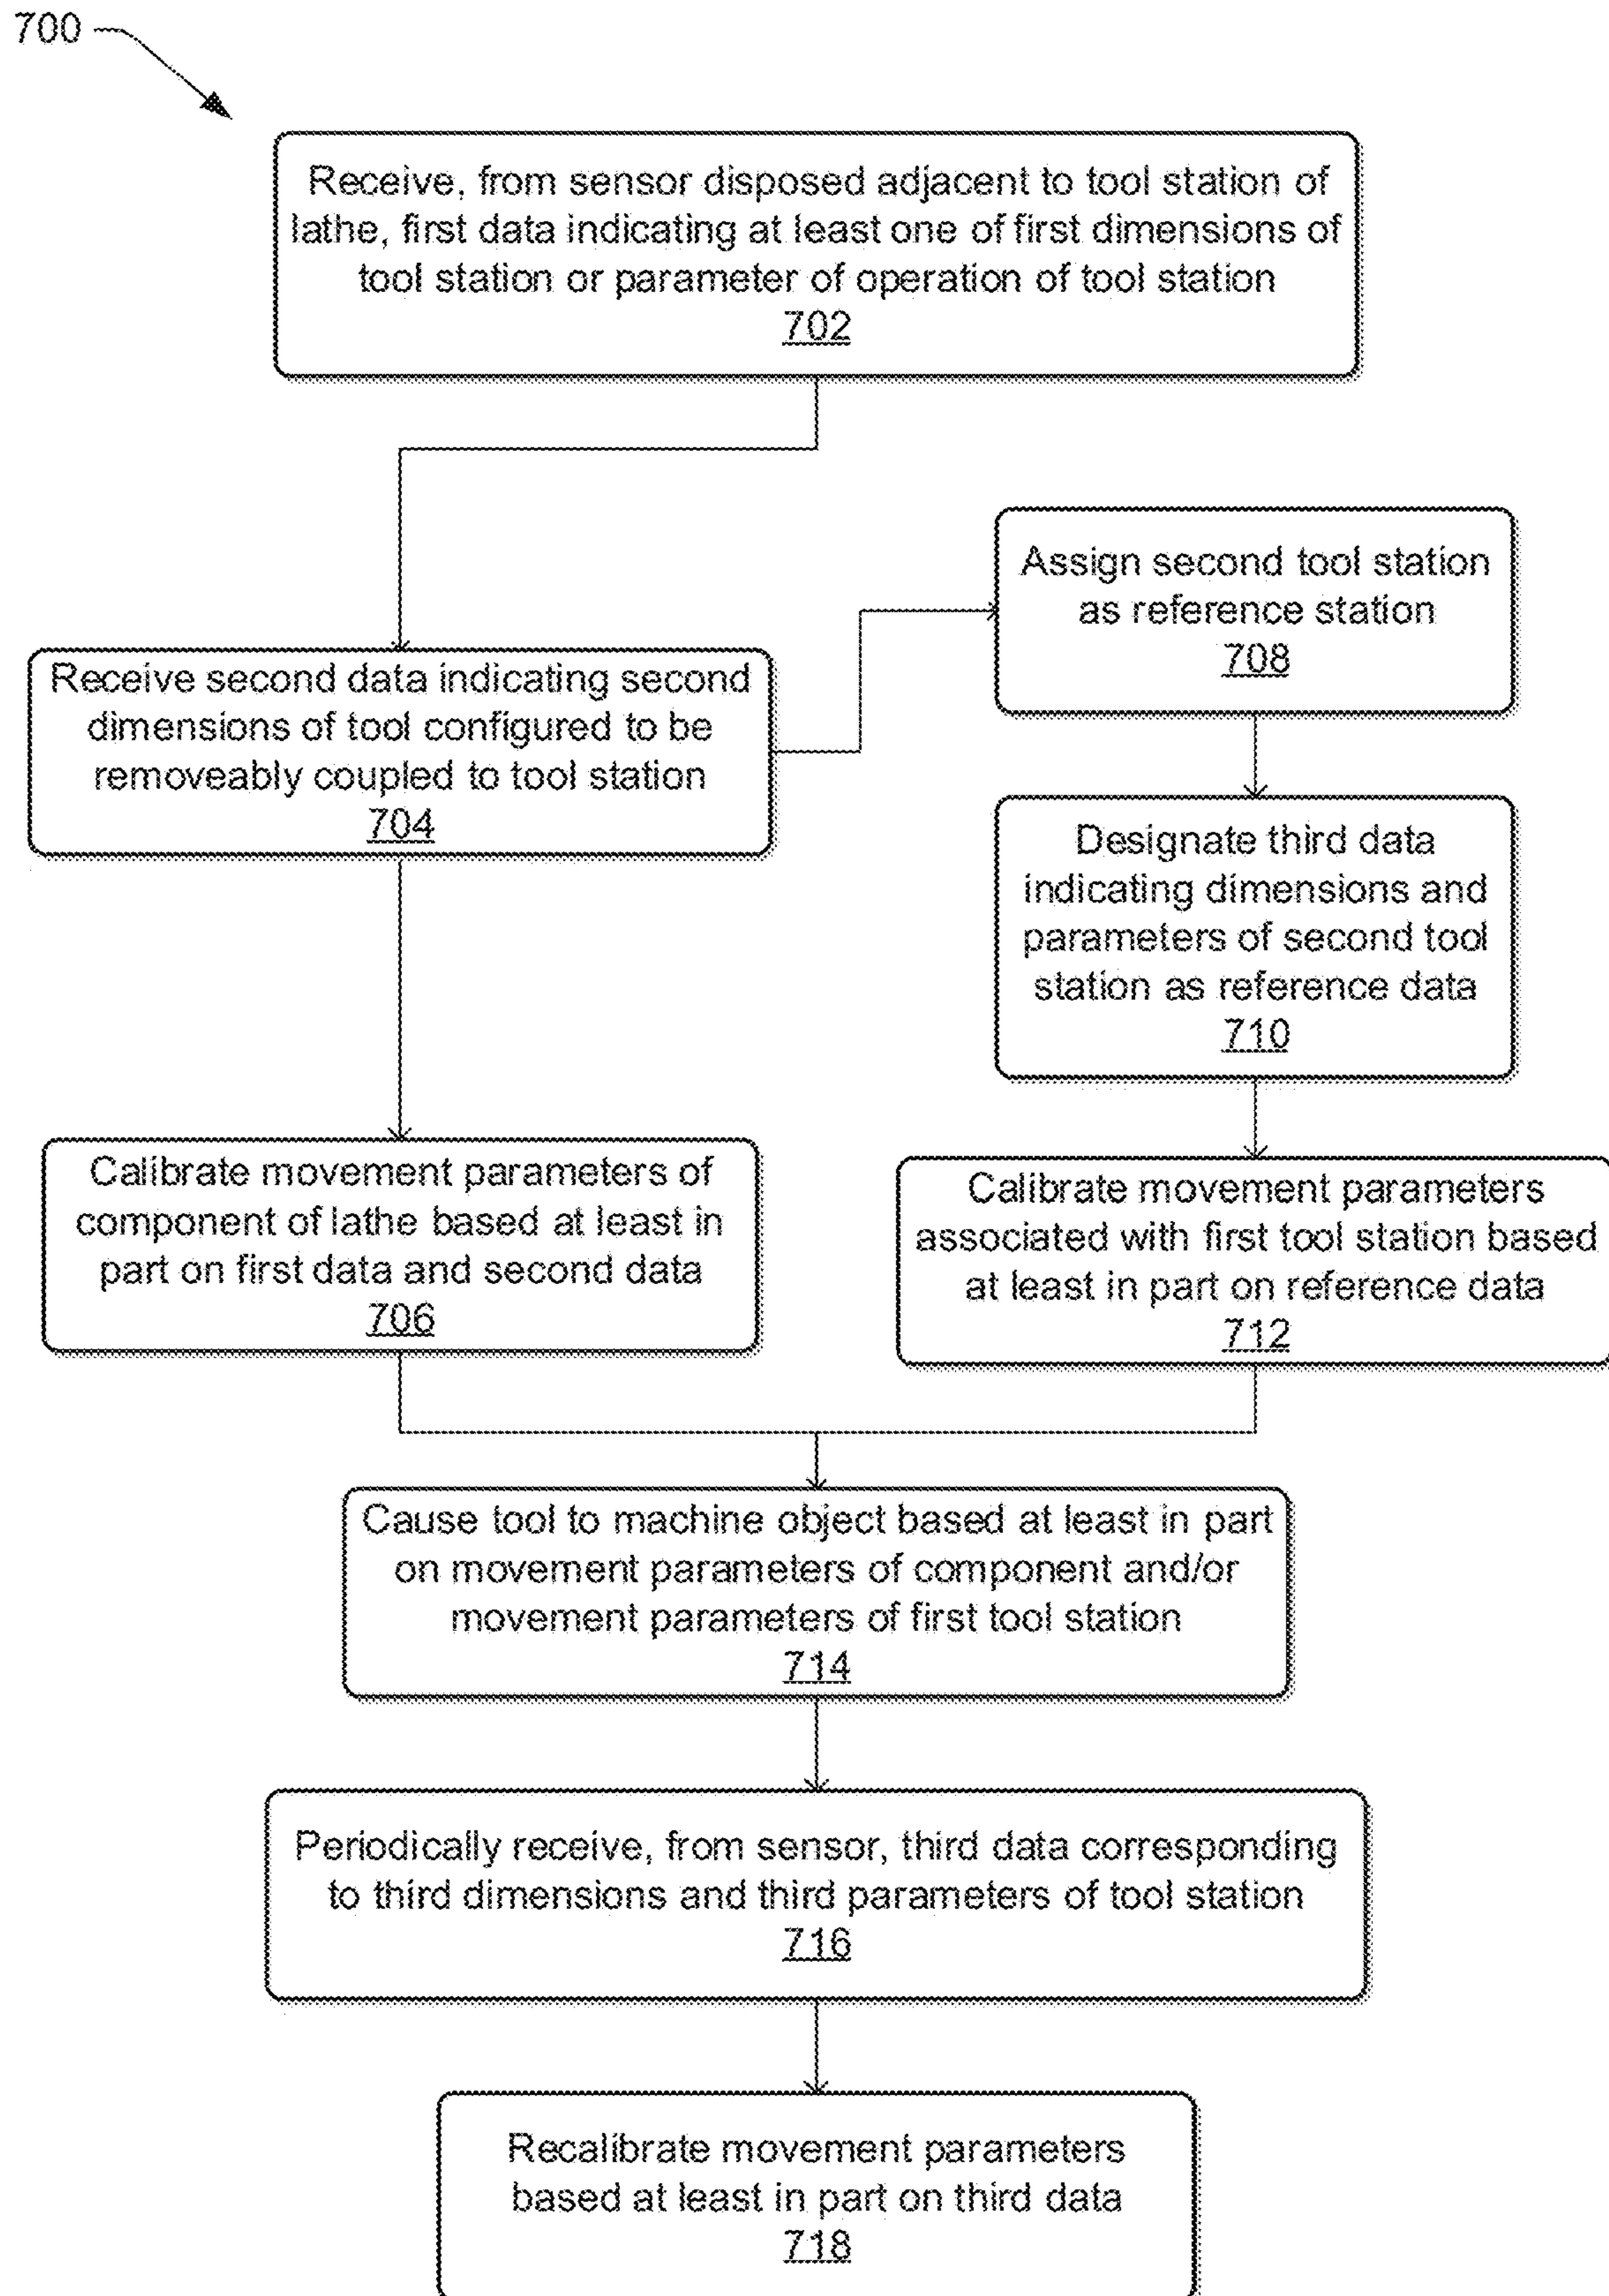 700
Receive, from sensor disposed adjacent to tool station of
lathe, first data indicating at least one of first dimensions of
tool station or parameter of operation of tool station
702
Assign second tool station
as reference station
708
Receive second data indicating second
dimensions of tool configured to be
removeably coupled to tool station
704
Designate third data
indicating dimensions and
parameters of second tool
station as reference data
710
Calibrate movement parameters of
component of lathe based at least in
part on first data and second data
706
Calibrate movement parameters
associated with first tool station based
at least in part on reference data
712
Cause tool to machine object based at least in part
on movement parameters of component and/or
movement parameters of first tool station
714
Periodically receive, from sensor, third data corresponding
to third dimensions and third parameters of tool station
716
Recalibrate movement parameters
based at least in part on third data
718